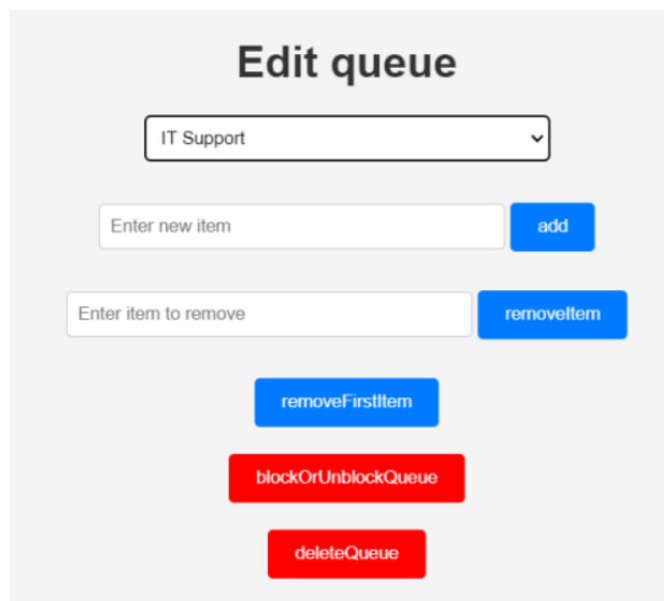 Edit queue
IT Support
Enter new item add
Enter item to remove removeItem
removeFirstItem
blockOrUnblockQueue
deleteQueue